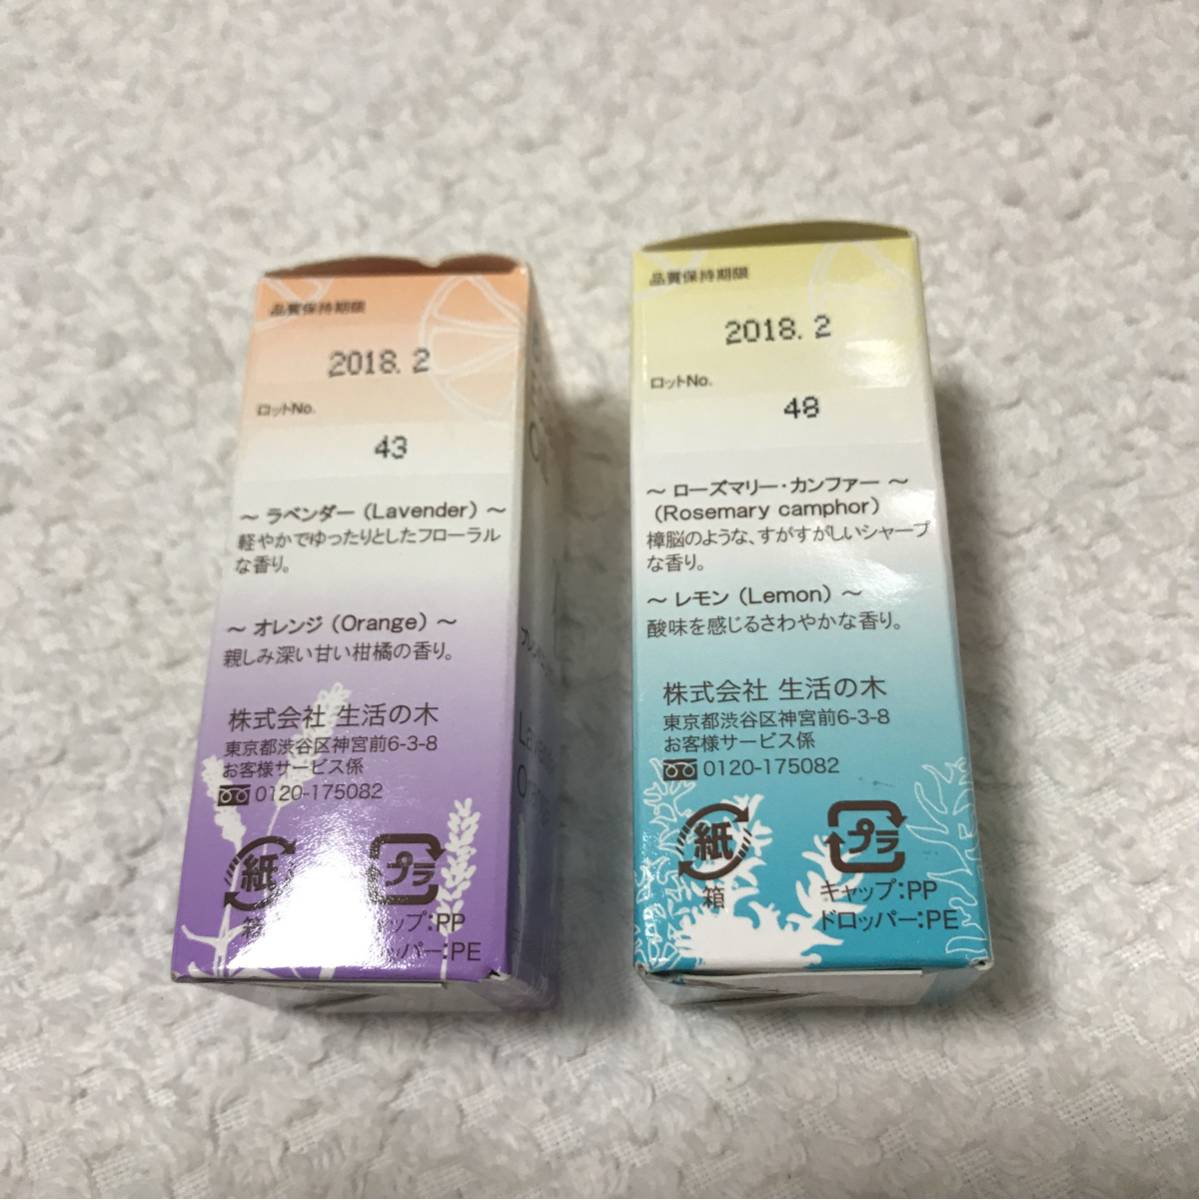 品質保持期限
2018. 2
ロットNo.
43
～ ラベンダー (Lavender) ～
軽やかでゆったりとしたフローラル
な香り。
～ オレンジ (Orange) ～
親しみ深い甘い柑橘の香り。
株式会社 生活の木
東京都渋谷区神宮前6-3-8
お客様サービス係
0120-175082
紙
箱
プラ
ップ:PP
ッパー:PE
品質保持期限
2018. 2
ロットNo.
48
～ ローズマリー・カンファー ～
(Rosemary camphor)
樟脳のような、すがすがしいシャープ
な香り。
～ レモン (Lemon) ～
酸味を感じるさわやかな香り。
株式会社 生活の木
東京都渋谷区神宮前6-3-8
お客様サービス係
0120-175082
紙
箱
プラ
キャップ:PP
ドロッパー:PE